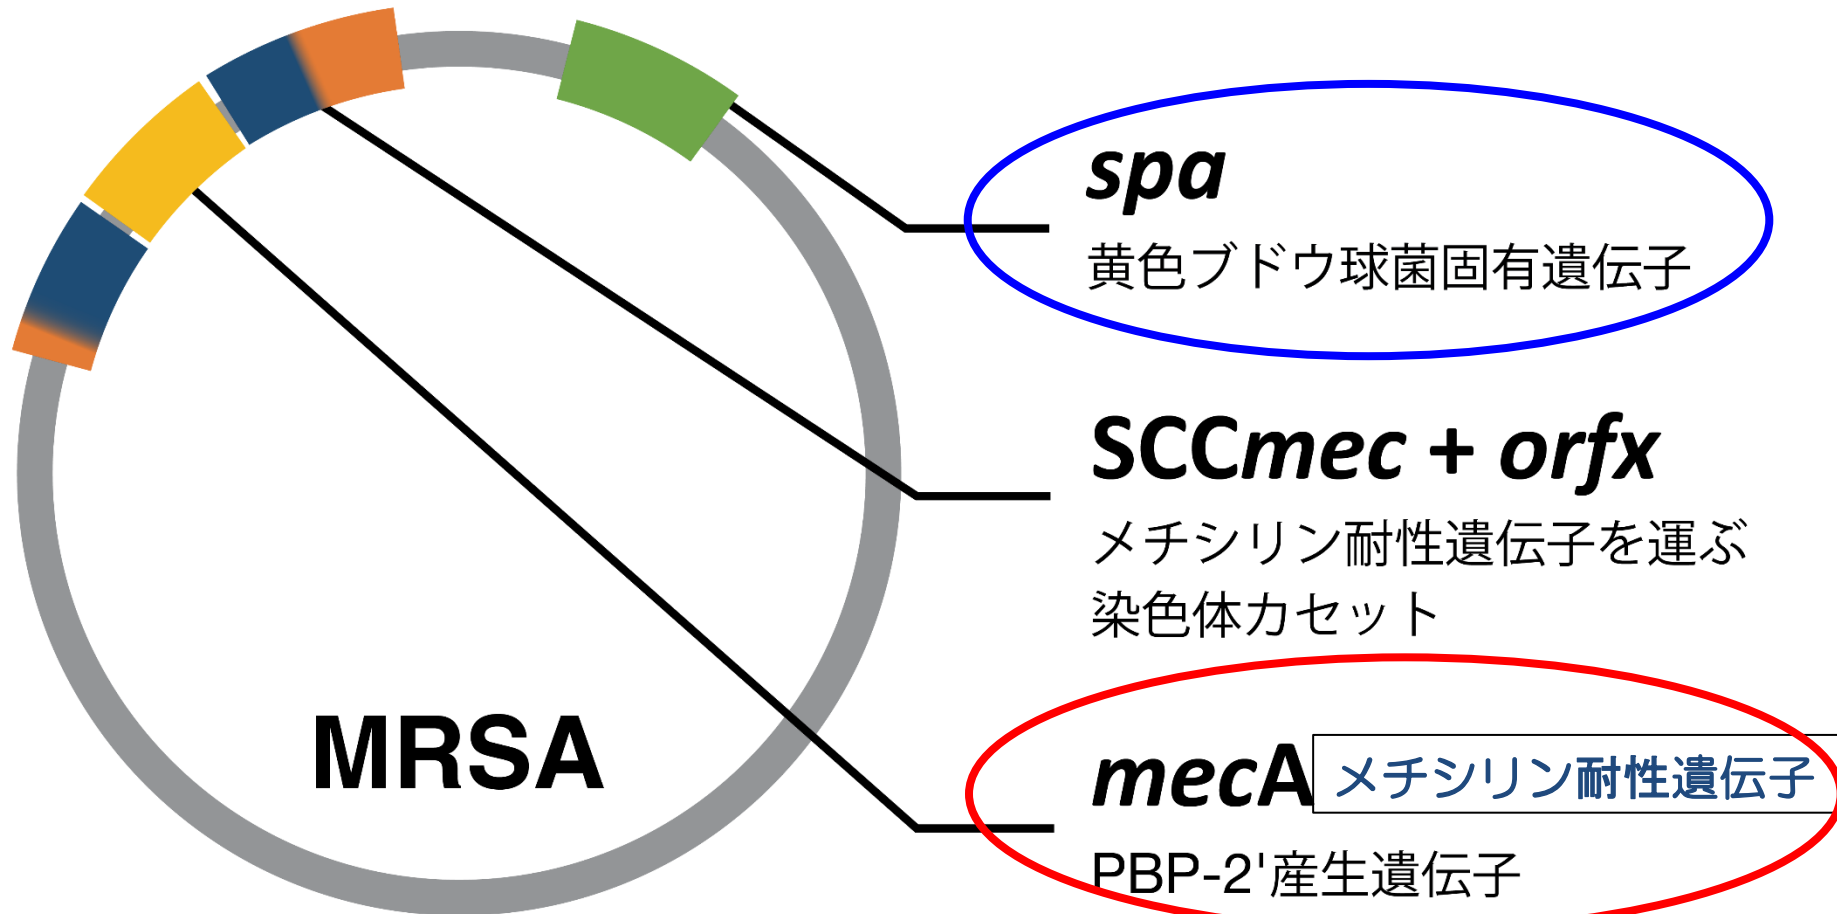 spa
黄色ブドウ球菌固有遺伝子
SCCmec + orfx
メチシリン耐性遺伝子を運ぶ
染色体カセット
MRSA
mecA メチシリン耐性遺伝子
PBP-2'産生遺伝子